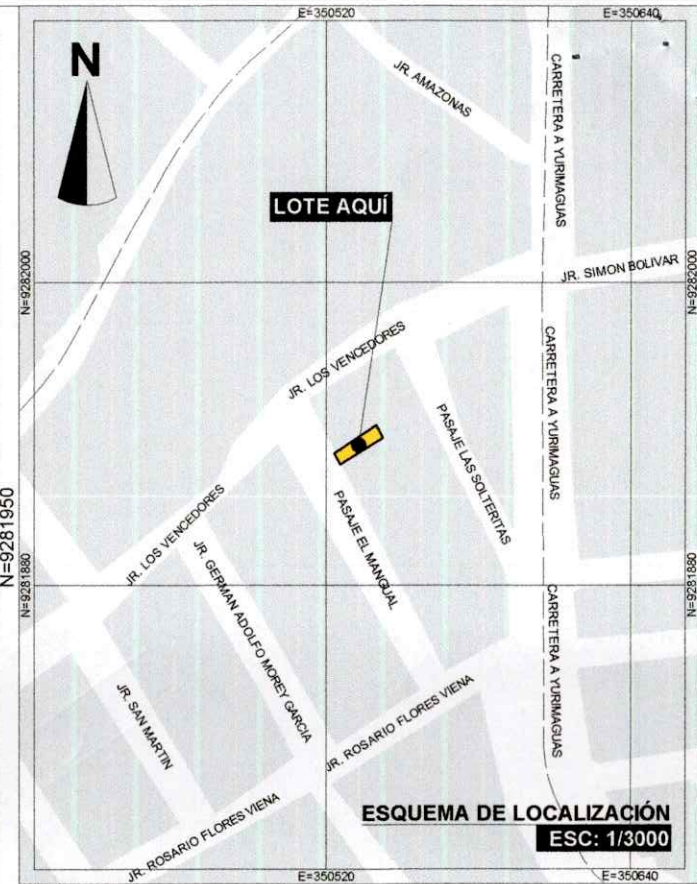 E=350520
E=350640
N
JR. AMAZONAS
CARRETERA A YURIMAGUAS
LOTE AQUÍ
N=9282000
N=9282000
JR. SIMON BOLIVAR
JR. LOS VENCEDORES
CARRETERA A YURIMAGUAS
PASAJE LAS SOLTERITAS
N=9281950
JR. LOS VENCEDORES
PASAJE EL MANGUAL
N=9281880
N=9281880
JR. GERMAN ADOLFO MOREY GARCIA
CARRETERA A YURIMAGUAS
JR. SAN MARTIN
JR. ROSARIO FLORES VIENA
JR. ROSARIO FLORES VIENA
ESQUEMA DE LOCALIZACIÓN
ESC: 1/3000
E=350520
E=350640